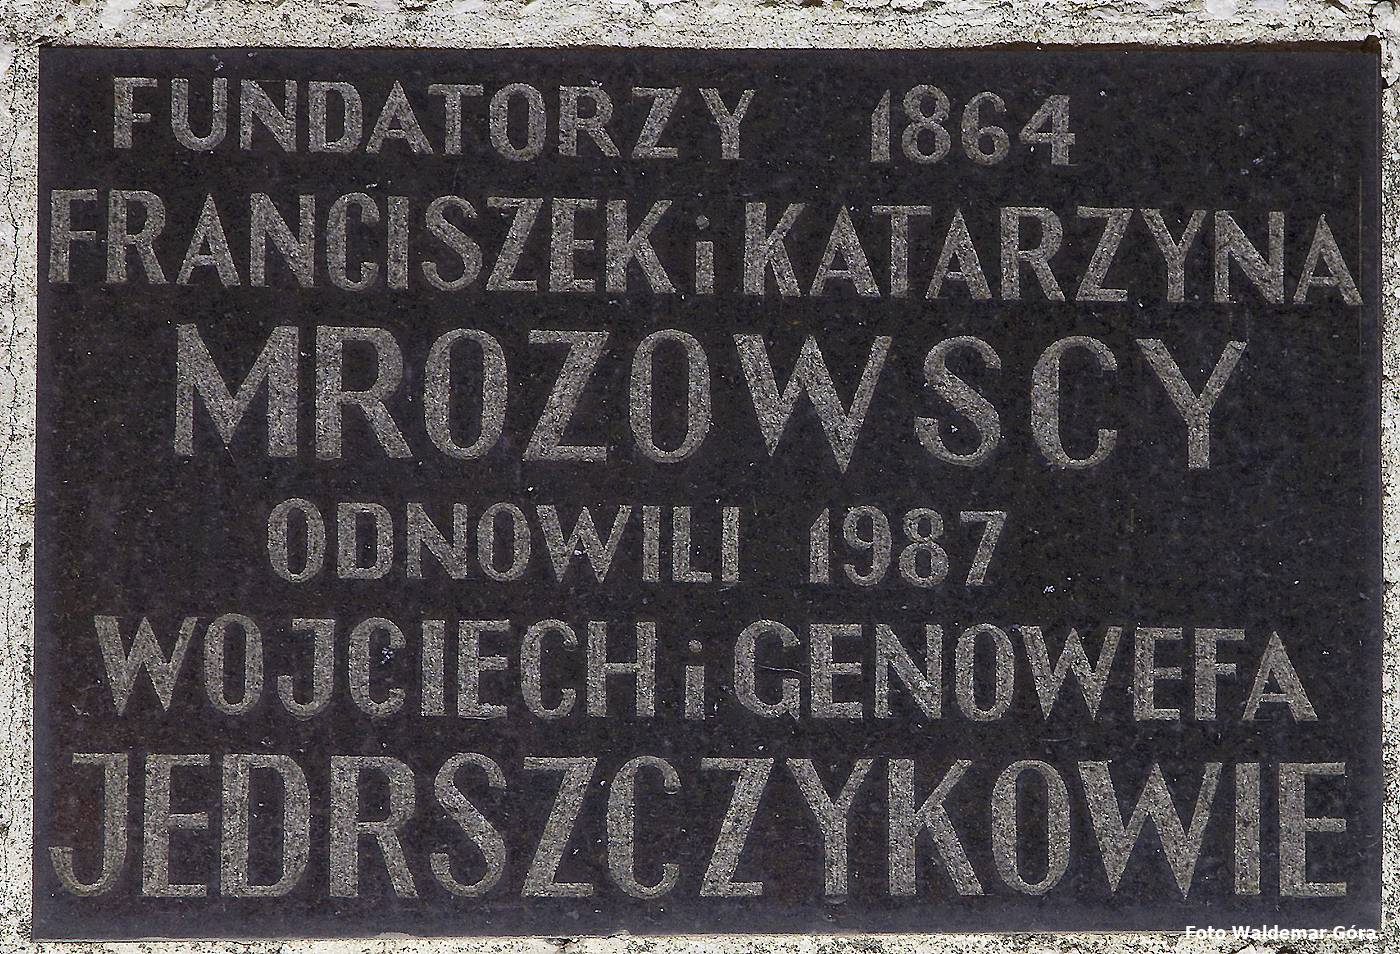 FUNDATORZY 1864
FRANCISZEK i KATARZYNA
MROZOWSCY
ODNOWILI 1987
WOJCIECH i GENOWEFA
JEDRSZCZYKOWIE
Foto Waldemar Góra